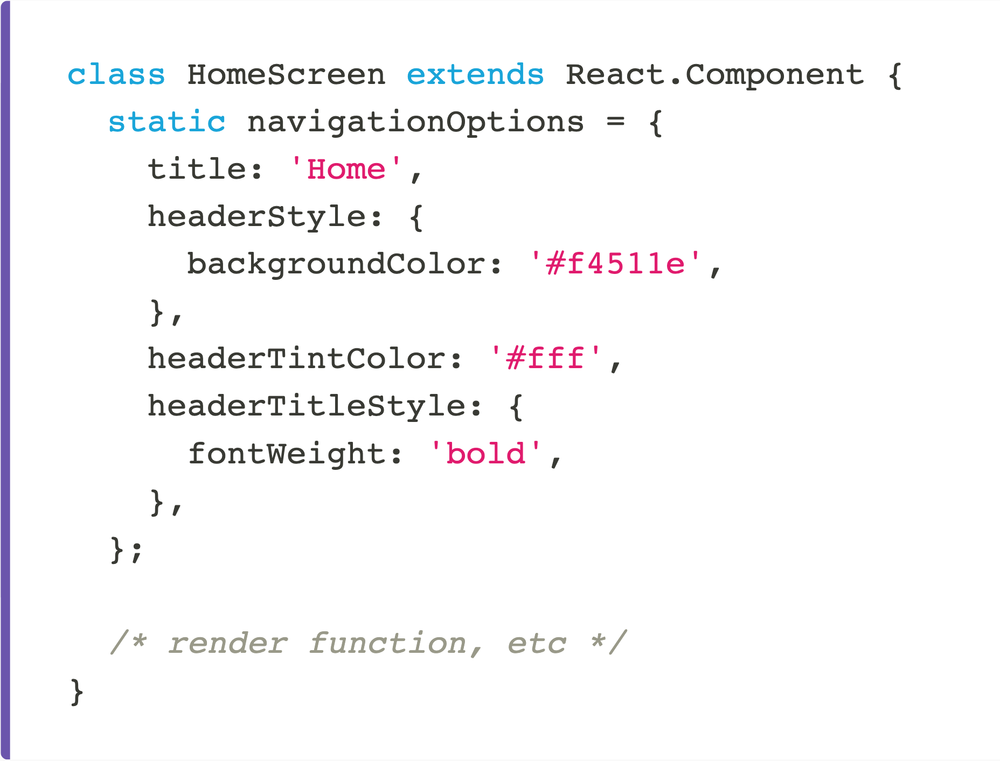 class HomeScreen extends React.Component {
  static navigationOptions = {
    title: 'Home',
    headerStyle: {
      backgroundColor: '#f4511e',
    },
    headerTintColor: '#fff',
    headerTitleStyle: {
      fontWeight: 'bold',
    },
  };

  /* render function, etc */
}